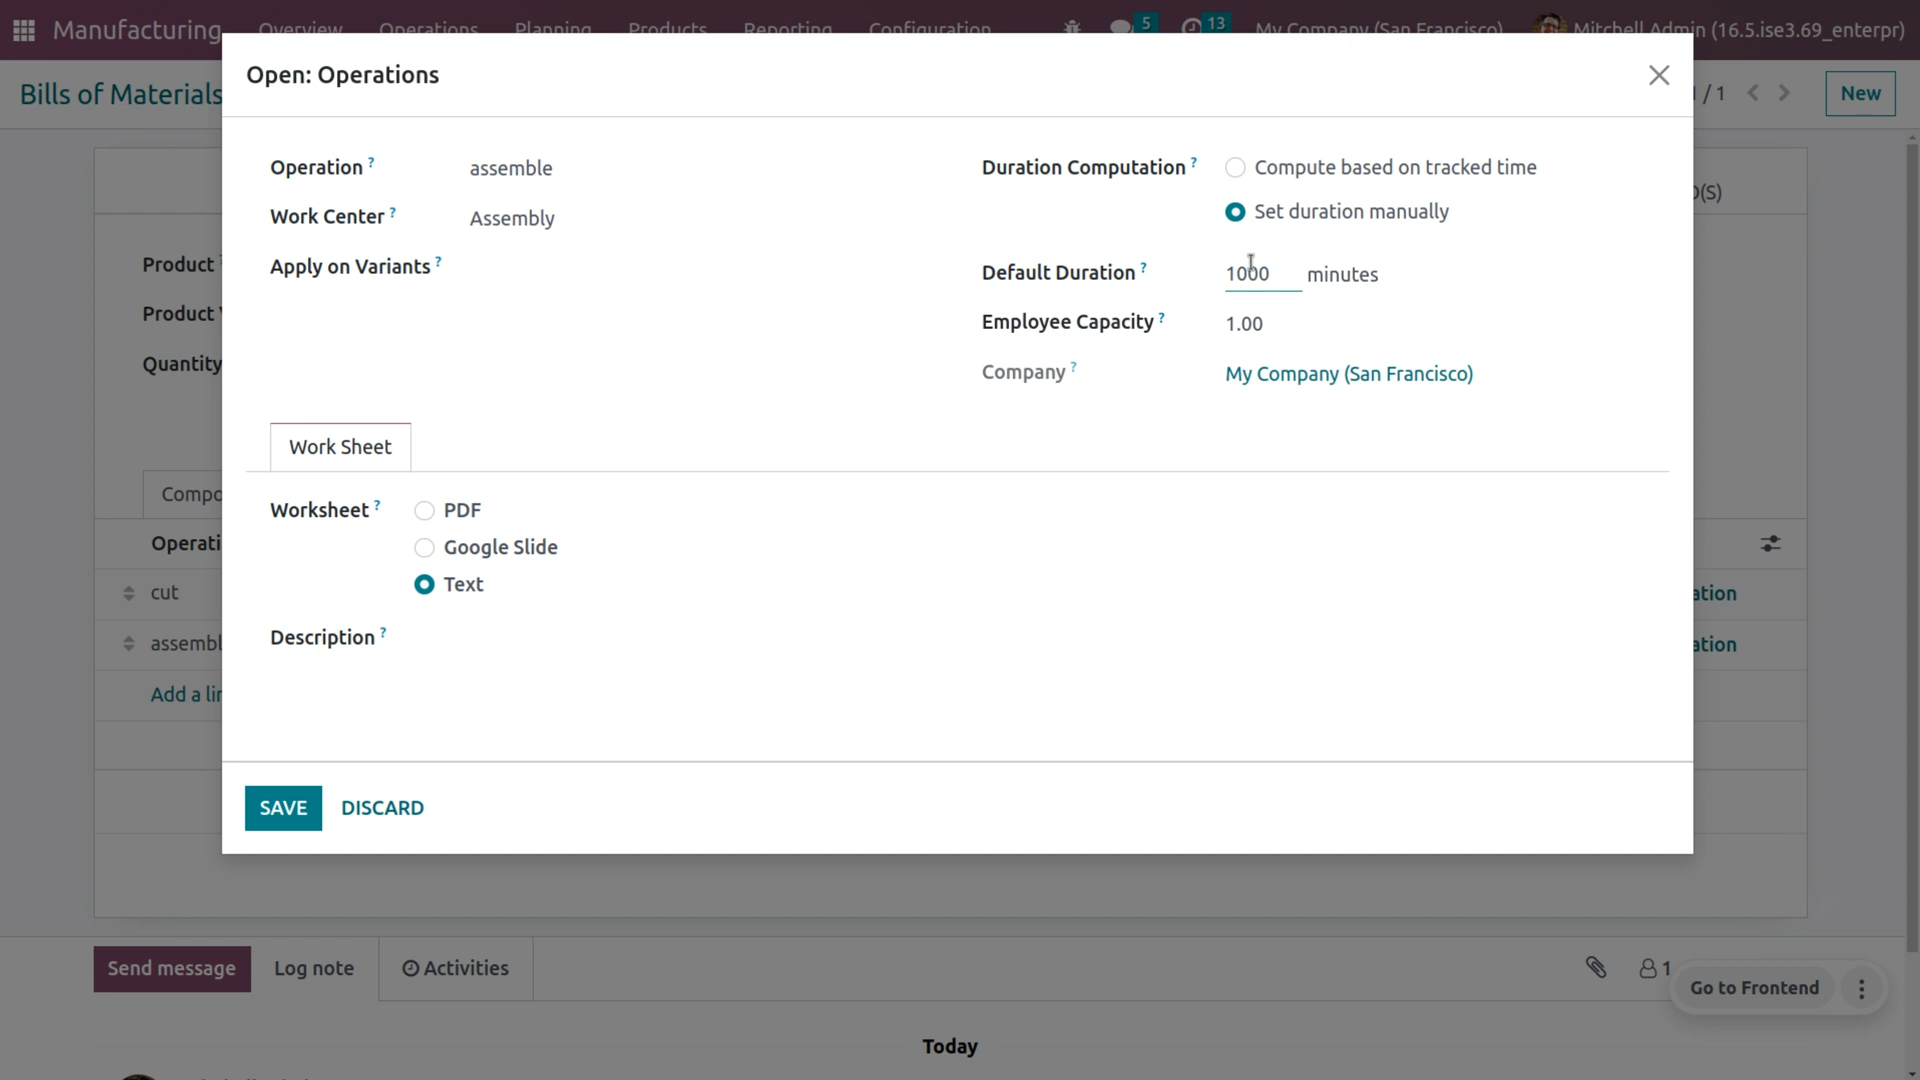 Manufacturing Overview Operations Planning Products Reporting Configuration 5 13 My Company (San Francisco) Mitchell Admin (16.5.ise3.69_enterpr)
Open: Operations
Bills of Materials / 1 New
Operation ? assemble Duration Computation ? Compute based on tracked time
Set duration manually
Work Center ? Assembly
Product
Apply on Variants ? Default Duration ? 1000 minutes
Product
Employee Capacity ? 1.00
Quantity
Company ? My Company (San Francisco)
Work Sheet
Compo
Worksheet ? PDF
Operati
Google Slide
cut ation
Text
Description ?
assembl ation
Add a lin
SAVE DISCARD
Send message Log note Activities 1
Go to Frontend
Today